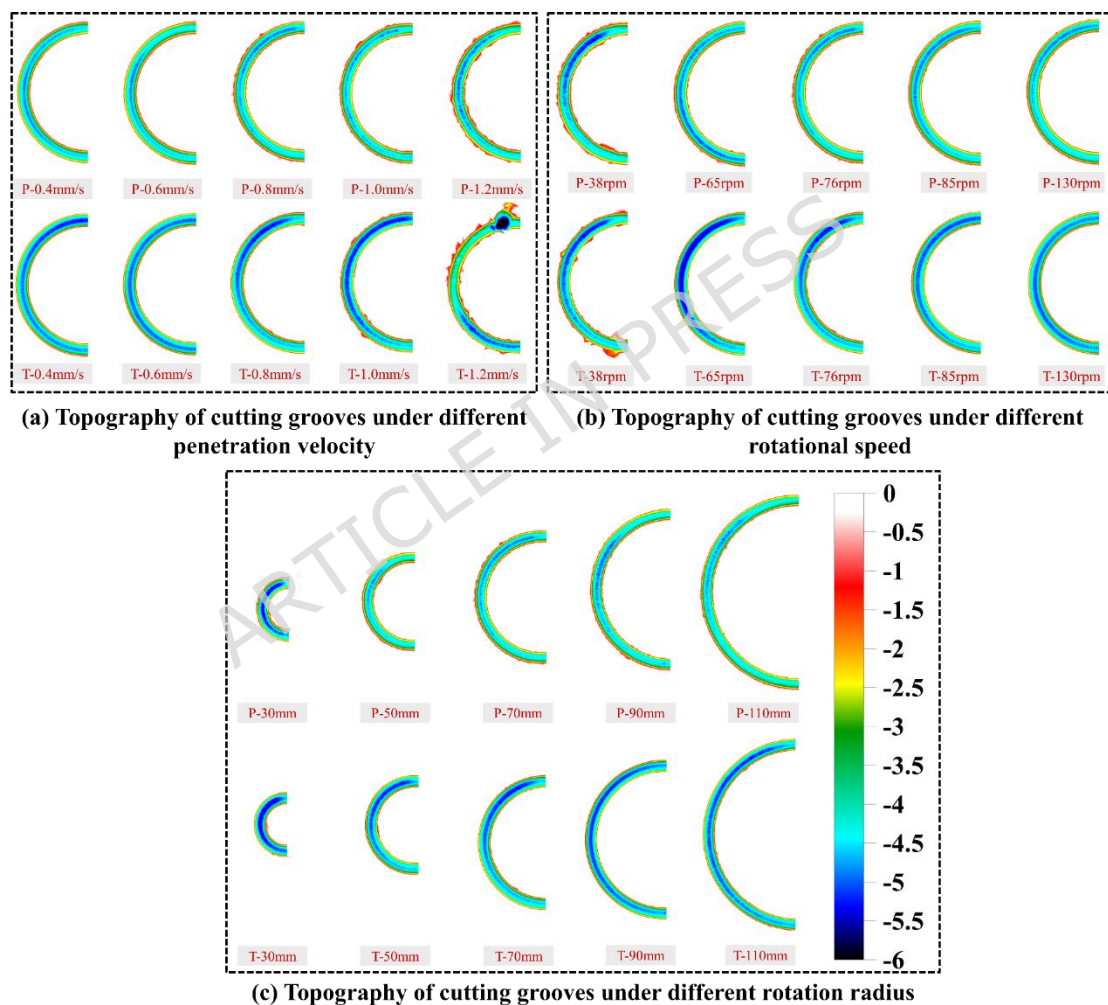 P-0.4mm/s P-0.6mm/s P-0.8mm/s P-1.0mm/s P-1.2mm/s
T-0.4mm/s T-0.6mm/s T-0.8mm/s T-1.0mm/s T-1.2mm/s
(a) Topography of cutting grooves under different
penetration velocity
P-38rpm P-65rpm P-76rpm P-85rpm P-130rpm
T-38rpm T-65rpm T-76rpm T-85rpm T-130rpm
(b) Topography of cutting grooves under different
rotational speed
P-30mm P-50mm P-70mm P-90mm P-110mm
T-30mm T-50mm T-70mm T-90mm T-110mm
0
-0.5
-1
-1.5
-2
-2.5
-3
-3.5
-4
-4.5
-5
-5.5
-6
(c) Topography of cutting grooves under different rotation radius
ARTICLE IN PRESS